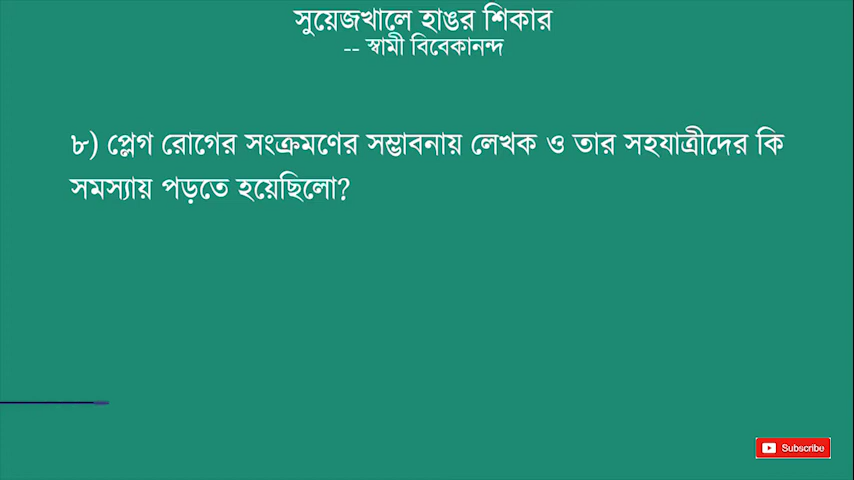 সুয়েজখালে হাঙর শিকার
-- স্বামী বিবেকানন্দ
৮) প্লেগ রোগের সংক্রমণের সম্ভাবনায় লেখক ও তার সহযাত্রীদের কি
সমস্যায় পড়তে হয়েছিলো?
Subscribe